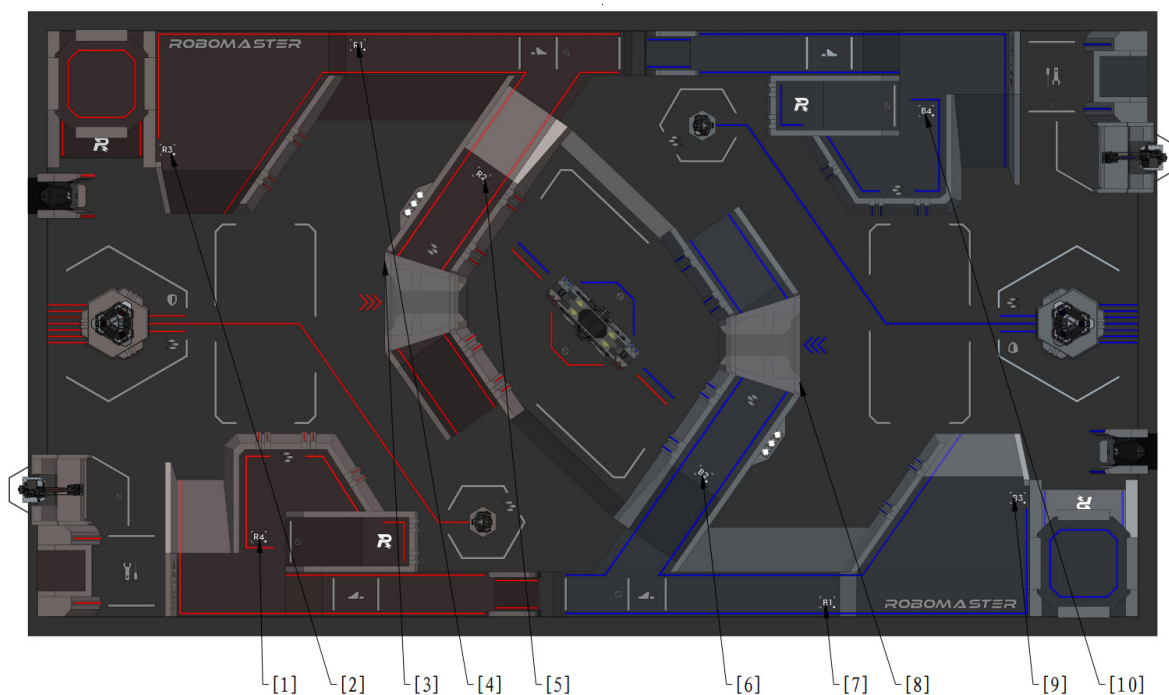 ROBOMASTER
R1
R3
R2
B4
B2
R4
B3
B1
ROBOMASTER
[1]
[2]
[3]
[4]
[5]
[6]
[7]
[8]
[9]
[10]